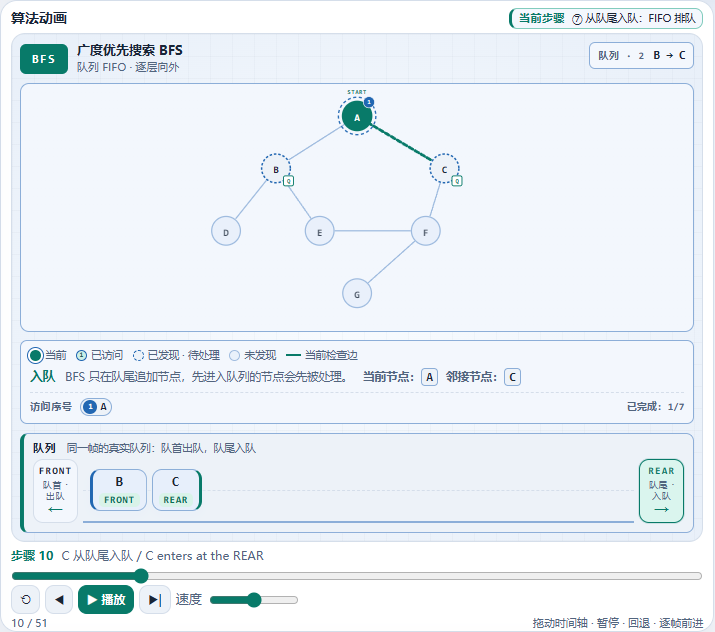 算法动画
当前步骤 ⑦ 从队尾入队：FIFO 排队
BFS
广度优先搜索 BFS
队列 FIFO · 逐层向外
队列 · 2 B → C
START
1
A
B
Q
C
Q
D
E
F
G
当前 1 已访问 已发现 · 待处理 未发现 当前检查边
入队 BFS 只在队尾追加节点，先进入队列的节点会先被处理。 当前节点： A 邻接节点： C
访问序号 1 A 已完成：1/7
队列 同一帧的真实队列：队首出队，队尾入队
FRONT
队首 ·
出队
←
B
FRONT
C
REAR
REAR
队尾 ·
入队
→
步骤 10 C 从队尾入队 / C enters at the REAR
▶ 播放 速度
10 / 51 拖动时间轴 · 暂停 · 回退 · 逐帧前进